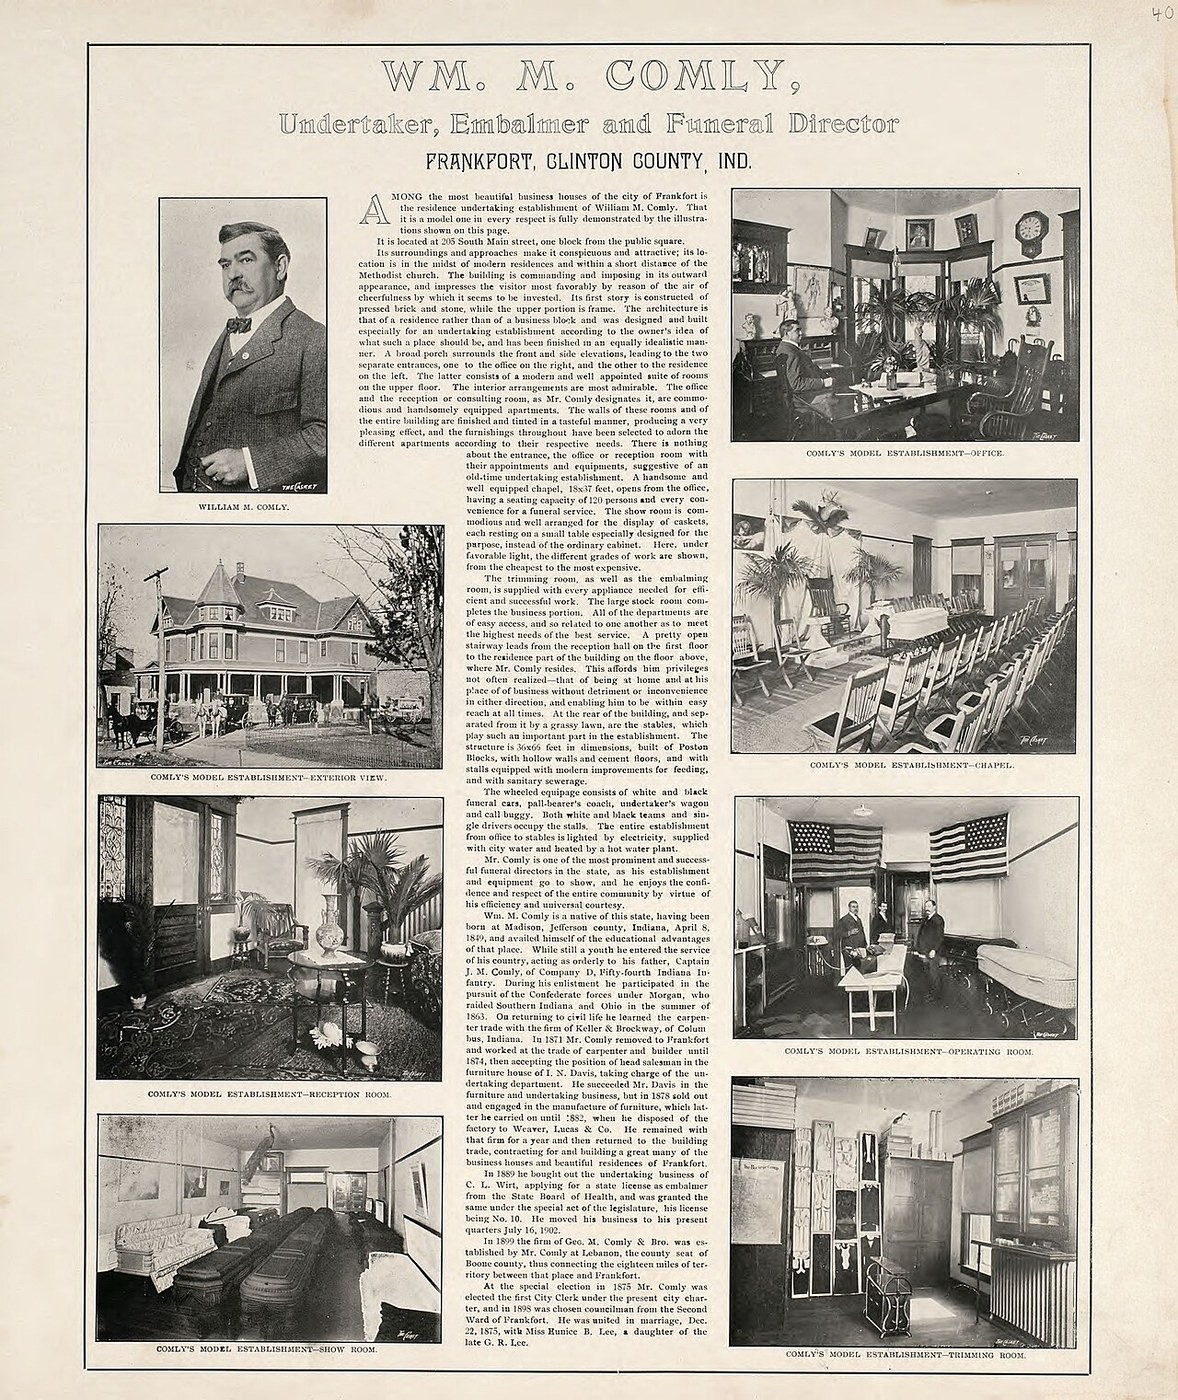 40
WM. M. COMLY,
Undertaker, Embalmer and Funeral Director
FRANKFORT, CLINTON COUNTY, IND.
AMONG the most beautiful business houses of the city of Frankfort is
the residence undertaking establishment of William M. Comly. That
it is a model one in every respect is fully demonstrated by the illustra-
tions shown on this page.
It is located at 205 South Main street, one block from the public square.
Its surroundings and approaches make it conspicuous and attractive; its lo-
cation is in the midst of modern residences and within a short distance of the
Methodist church. The building is commanding and imposing in its outward
appearance, and impresses the visitor most favorably by reason of the air of
cheerfulness by which it seems to be invested. Its first story is constructed of
pressed brick and stone, while the upper portion is frame. The architecture is
that of a residence rather than of a business block and was designed and built
especially for an undertaking establishment according to the owner's idea of
what such a place should be, and has been finished in an equally idealistic man-
ner. A broad porch surrounds the front and side elevations, leading to the two
separate entrances, one to the office on the right, and the other to the residence
on the left. The latter consists of a modern and well appointed suite of rooms
on the upper floor. The interior arrangements are most admirable. The office
and the reception or consulting room, as Mr. Comly designates it, are commo-
dious and handsomely equipped apartments. The walls of these rooms and of
the entire building are finished and tinted in a tasteful manner, producing a very
pleasing effect, and the furnishings throughout have been selected to adorn the
different apartments according to their respective needs. There is nothing
about the entrance, the office or reception room with
their appointments and equipments, suggestive of an
old-time undertaking establishment. A handsome and
well equipped chapel, 18x37 feet, opens from the office,
having a seating capacity of 120 persons and every con-
venience for a funeral service. The show room is com-
modious and well arranged for the display of caskets,
each resting on a small table especially designed for the
purpose, instead of the ordinary cabinet. Here, under
favorable light, the different grades of work are shown,
from the cheapest to the most expensive.
The trimming room, as well as the embalming
room, is supplied with every appliance needed for effi-
cient and successful work. The large stock room com-
pletes the business portion. All of the departments are
of easy access, and so related to one another as to meet
the highest needs of the best service. A pretty open
stairway leads from the reception hall on the first floor
to the residence part of the building on the floor above,
where Mr. Comly resides. This affords him privileges
not often realized—that of being at home and at his
place of of business without detriment or inconvenience
in either direction, and enabling him to be within easy
reach at all times. At the rear of the building, and sep-
arated from it by a grassy lawn, are the stables, which
play such an important part in the establishment. The
structure is 36x66 feet in dimensions, built of Poston
Blocks, with hollow walls and cement floors, and with
stalls equipped with modern improvements for feeding,
and with sanitary sewerage.
The wheeled equipage consists of white and black
funeral cars, pall-bearer's coach, undertaker's wagon
and call buggy. Both white and black teams and sin-
gle drivers occupy the stalls. The entire establishment
from office to stables is lighted by electricity, supplied
with city water and heated by a hot water plant.
Mr. Comly is one of the most prominent and success-
ful funeral directors in the state, as his establishment
and equipment go to show, and he enjoys the confi-
dence and respect of the entire community by virtue of
his efficiency and universal courtesy.
Wm. M. Comly is a native of this state, having been
born at Madison, Jefferson county, Indiana, April 8,
1849, and availed himself of the educational advantages
of that place. While still a youth he entered the service
of his country, acting as orderly to his father, Captain
J. M. Comly, of Company D, Fifty-fourth Indiana In-
fantry. During his enlistment he participated in the
pursuit of the Confederate forces under Morgan, who
raided Southern Indiana and Ohio in the summer of
1863. On returning to civil life he learned the carpen-
ter trade with the firm of Keller & Brockway, of Colum
bus, Indiana. In 1871 Mr. Comly removed to Frankfort
and worked at the trade of carpenter and builder until
1874, then accepting the position of head salesman in the
furniture house of I. N. Davis, taking charge of the un-
dertaking department. He succeeded Mr. Davis in the
furniture and undertaking business, but in 1878 sold out
and engaged in the manufacture of furniture, which lat-
ter he carried on until 1882, when he disposed of the
factory to Weaver, Lucas & Co. He remained with
that firm for a year and then returned to the building
trade, contracting for and building a great many of the
business houses and beautiful residences of Frankfort.
In 1889 he bought out the undertaking business of
C. L. Wirt, applying for a state license as embalmer
from the State Board of Health, and was granted the
same under the special act of the legislature, his license
being No. 10. He moved his business to his present
quarters July 16, 1902.
In 1899 the firm of Geo. M. Comly & Bro. was es-
tablished by Mr. Comly at Lebanon, the county seat of
Boone county, thus connecting the eighteen miles of ter-
ritory between that place and Frankfort.
At the special election in 1875 Mr. Comly was
elected the first City Clerk under the present city char-
ter, and in 1898 was chosen councilman from the Second
Ward of Frankfort. He was united in marriage, Dec.
22, 1875, with Miss Eunice B. Lee, a daughter of the
late G. R. Lee.
THE CASKET
WILLIAM M. COMLY.
THE CASKET
COMLY'S MODEL ESTABLISHMENT—EXTERIOR VIEW.
THE CASKET
COMLY'S MODEL ESTABLISHMENT—RECEPTION ROOM.
THE CASKET
COMLY'S MODEL ESTABLISHMENT—SHOW ROOM.
THE CASKET
COMLY'S MODEL ESTABLISHMENT—OFFICE.
THE CASKET
COMLY'S MODEL ESTABLISHMENT—CHAPEL.
THE CASKET
COMLY'S MODEL ESTABLISHMENT—OPERATING ROOM.
THE CASKET
COMLY'S MODEL ESTABLISHMENT—TRIMMING ROOM.